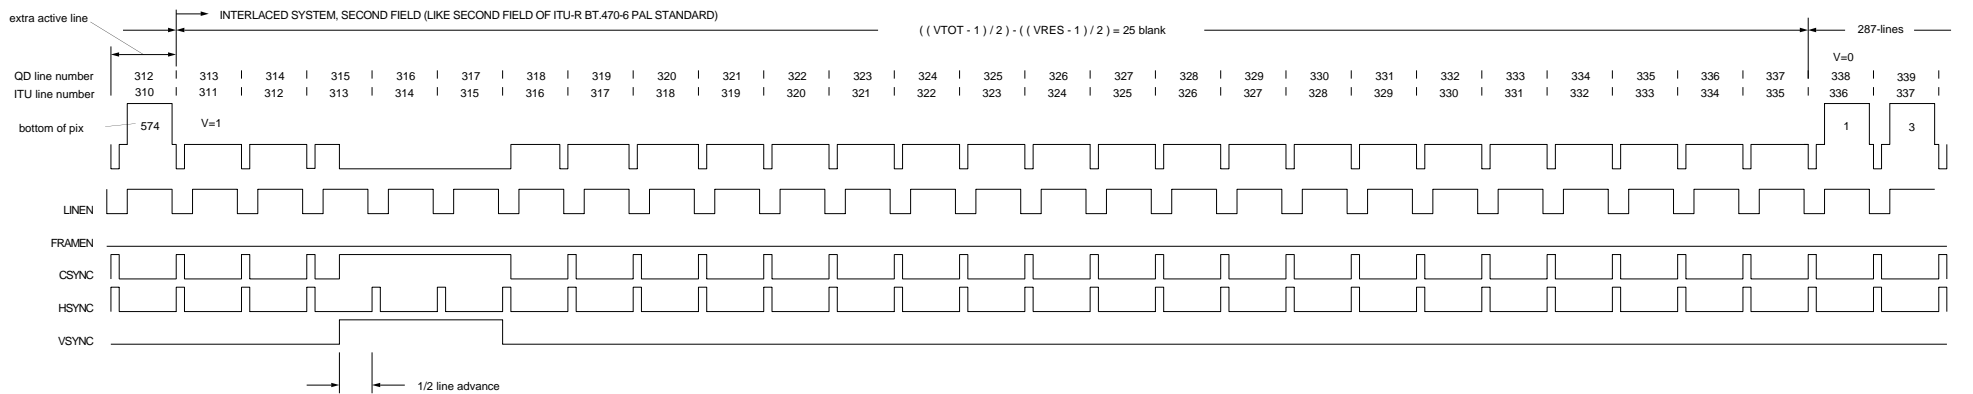 extra active line
INTERLACED SYSTEM, SECOND FIELD (LIKE SECOND FIELD OF ITU-R BT.470-6 PAL STANDARD)
( ( VTOT - 1 ) / 2 ) - ( ( VRES - 1 ) / 2 ) = 25 blank
287-lines
V=0
QD line number 312 313 314 315 316 317 318 319 320 321 322 323 324 325 326 327 328 329 330 331 332 333 334 335 336 337 338 339
ITU line number 310 311 312 313 314 315 316 317 318 319 320 321 322 323 324 325 326 327 328 329 330 331 332 333 334 335 336 337
bottom of pix 574 V=1 1 3
LINEN
FRAMEN
CSYNC
HSYNC
VSYNC
1/2 line advance